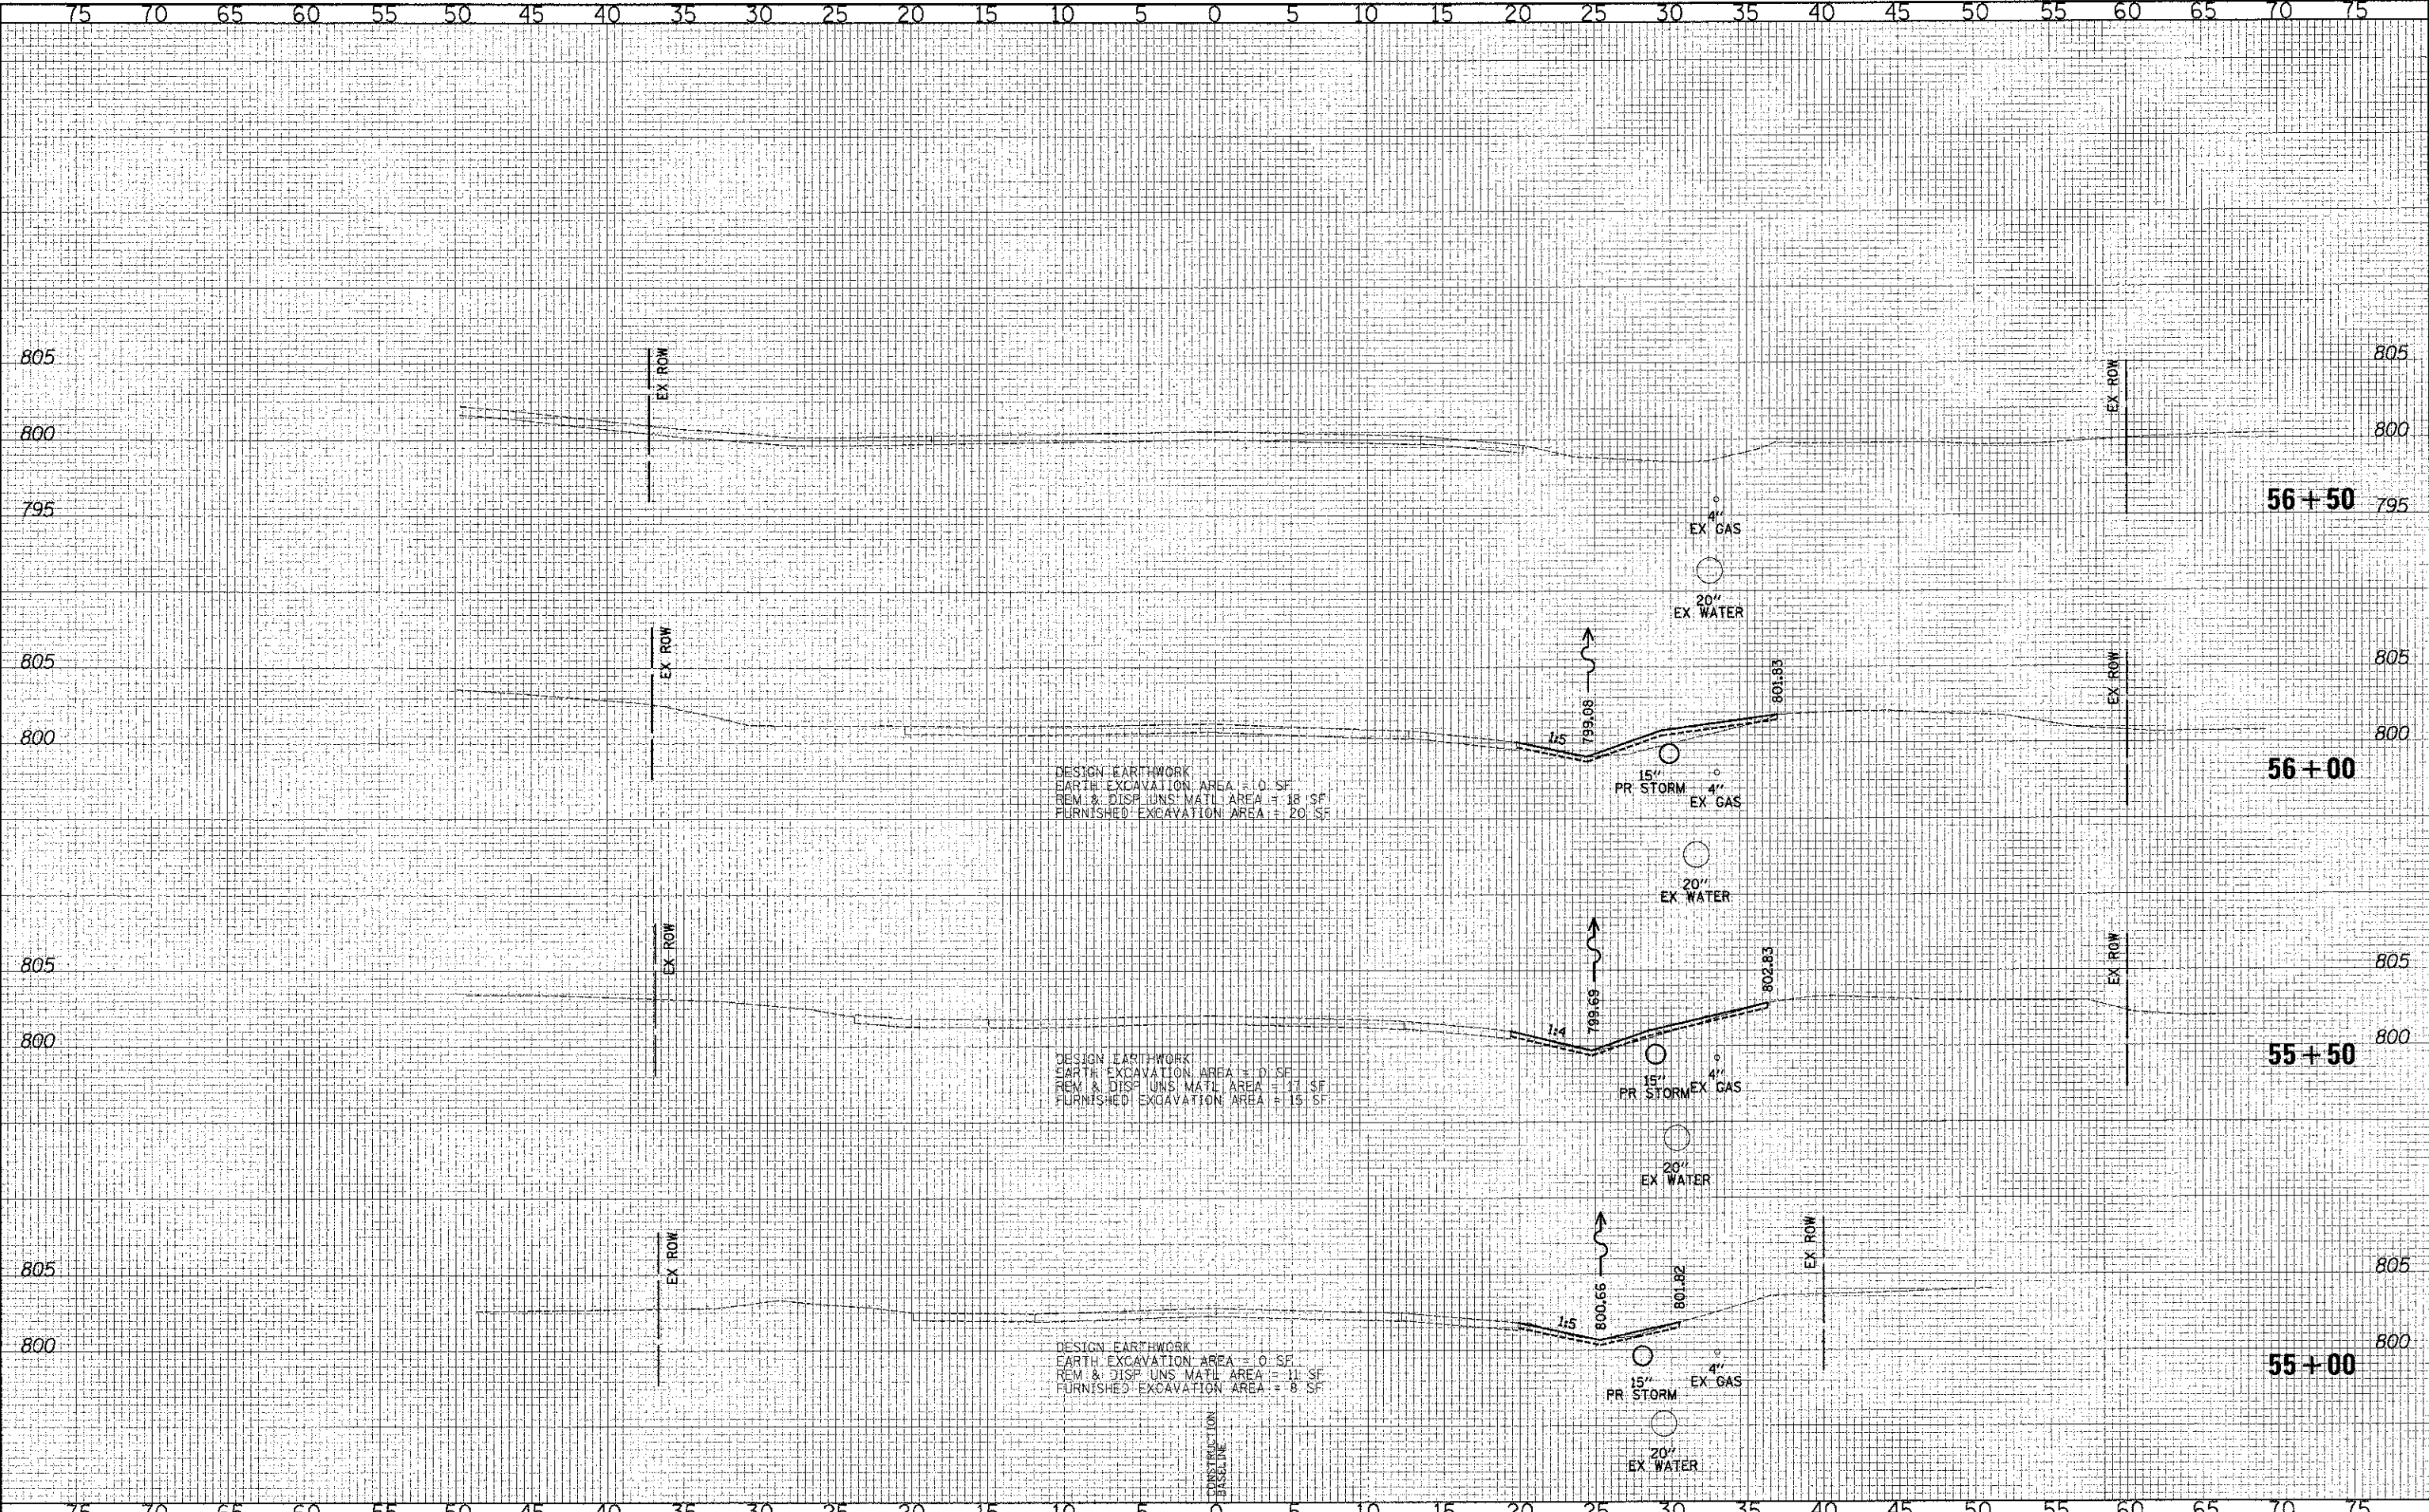 75 70 65 60 55 50 45 40 35 30 25 20 15 10 5 0 5 10 15 20 25 30 35 40 45 50 55 60 65 70 75
805 EX ROW EX ROW 805
800 800
795 56+50 795
4"
EX GAS
20"
EX WATER
805 EX ROW EX ROW 805
799.08 801.83
1:5
800 800
56+00
DESIGN EARTHWORK
EARTH EXCAVATION AREA = 0 SF
REM & DISP UNS MATL AREA = 18 SF
FURNISHED EXCAVATION AREA = 20 SF
15"
PR STORM
4"
EX GAS
20"
EX WATER
805 EX ROW EX ROW 805
799.69 802.83
1:4
800 800
55+50
DESIGN EARTHWORK
EARTH EXCAVATION AREA = 0 SF
REM & DISP UNS MATL AREA = 17 SF
FURNISHED EXCAVATION AREA = 15 SF
15"
PR STORM
4"
EX GAS
20"
EX WATER
805 EX ROW EX ROW 805
800.66 801.82
1:5
800 800
55+00
DESIGN EARTHWORK
EARTH EXCAVATION AREA = 0 SF
REM & DISP UNS MATL AREA = 11 SF
FURNISHED EXCAVATION AREA = 8 SF
15"
PR STORM
4"
EX GAS
20"
EX WATER
CONSTRUCTION
BASELINE
75 70 65 60 55 50 45 40 35 30 25 20 15 10 5 0 5 10 15 20 25 30 35 40 45 50 55 60 65 70 75